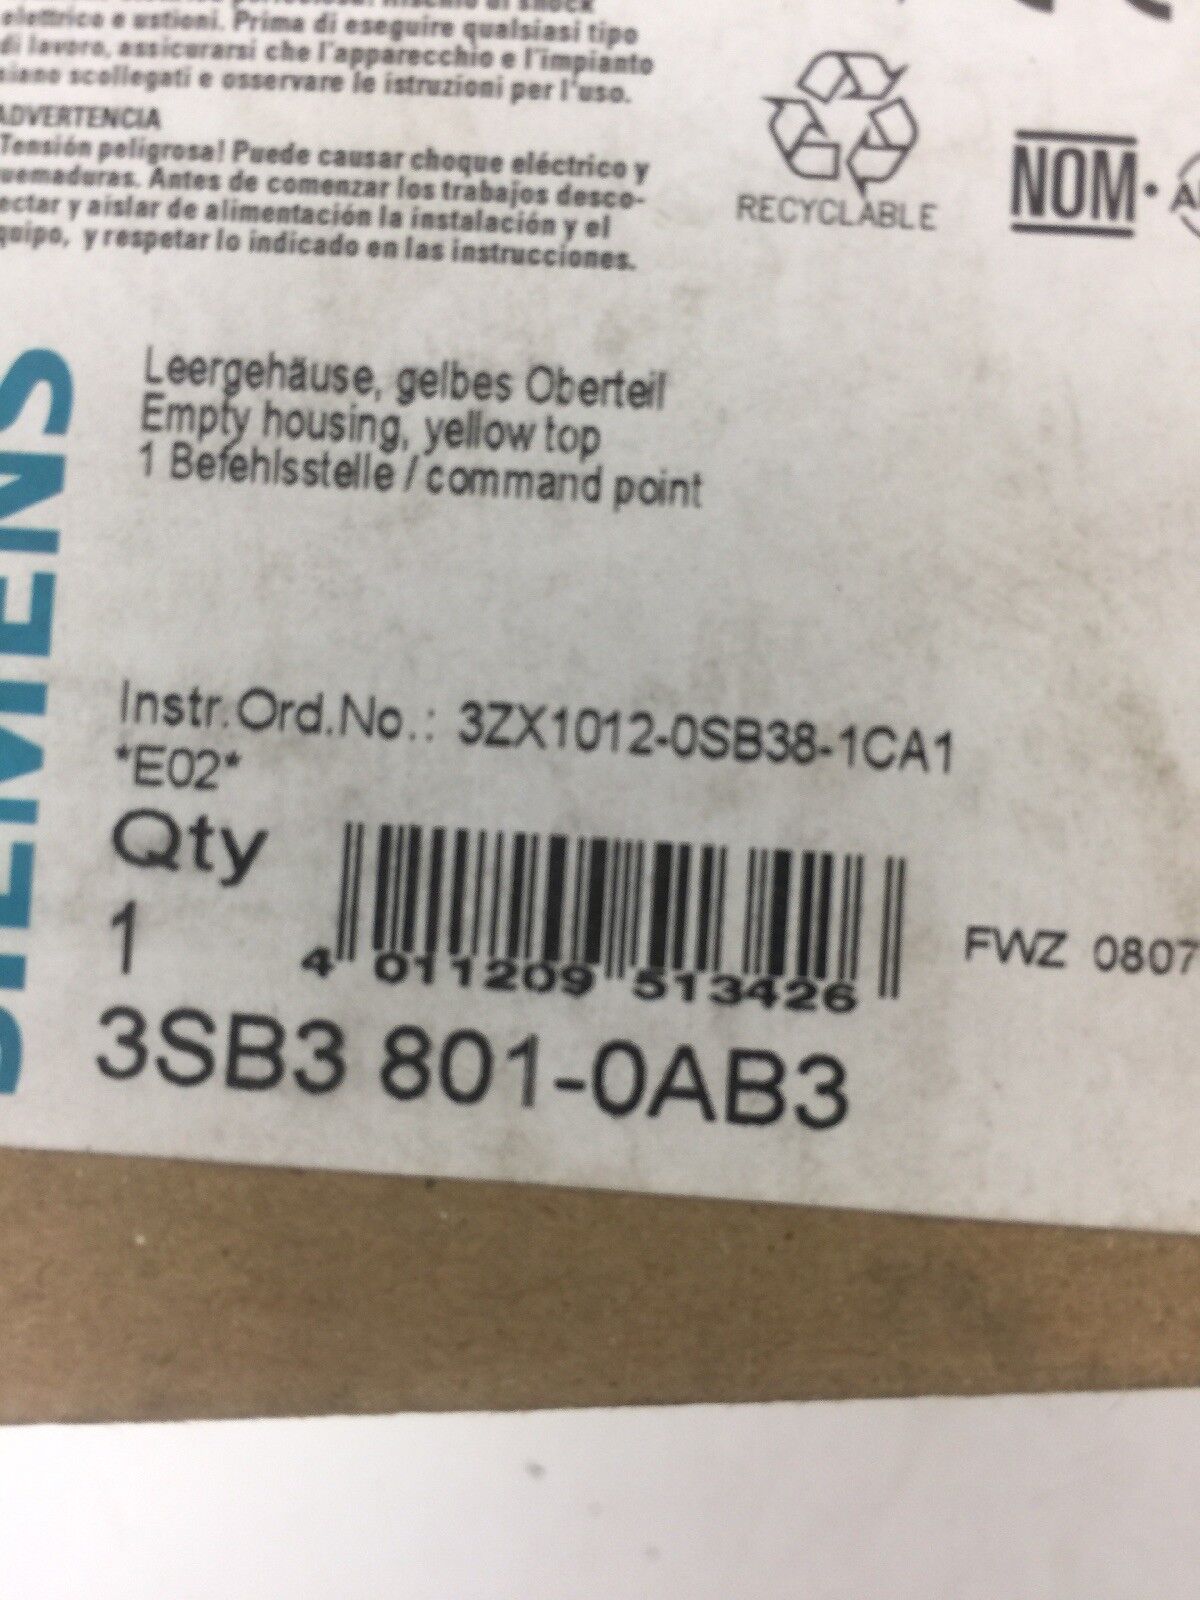 elettrico e ustioni. Prima di eseguire qualsiasi tipo
di lavoro, assicurarsi che l'apparecchio e l'impianto
siano scollegati e osservare le istruzioni per l'uso.
ADVERTENCIA
Tensión peligrosa! Puede causar choque eléctrico y
quemaduras. Antes de comenzar los trabajos desco-
nectar y aislar de alimentación la instalación y el
equipo, y respetar lo indicado en las instrucciones.
RECYCLABLE
NOM
SIEMENS
Leergehäuse, gelbes Oberteil
Empty housing, yellow top
1 Befehlsstelle / command point
Instr.Ord.No.: 3ZX1012-0SB38-1CA1
*E02*
Qty
1
4 011209 513426
FWZ 0807
3SB3 801-0AB3